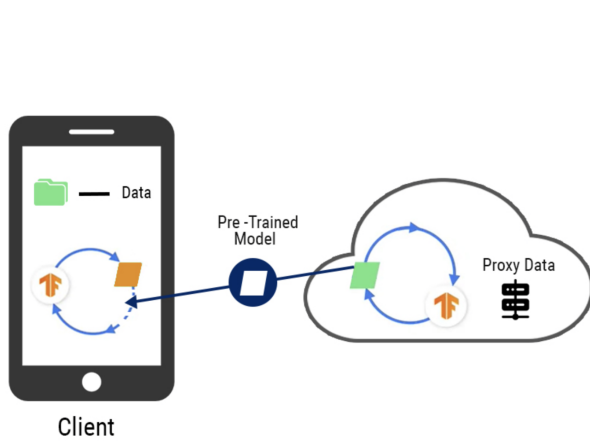 Data
Pre -Trained
Model
Proxy Data
Client